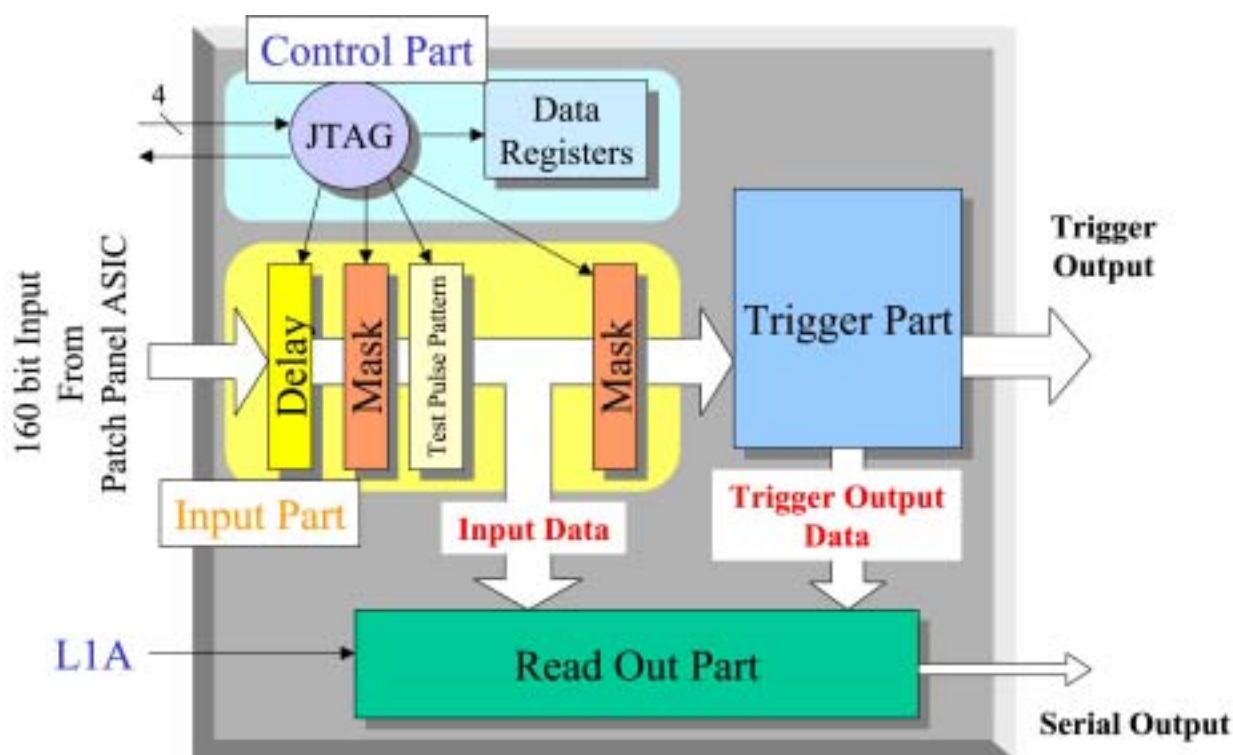 Control Part
4
JTAG
Data
Registers
160 bit Input
From
Patch Panel ASIC
Delay
Mask
Test Pulse Pattern
Mask
Trigger Part
Trigger
Output
Input Part
Input Data
Trigger Output
Data
L1A
Read Out Part
Serial Output